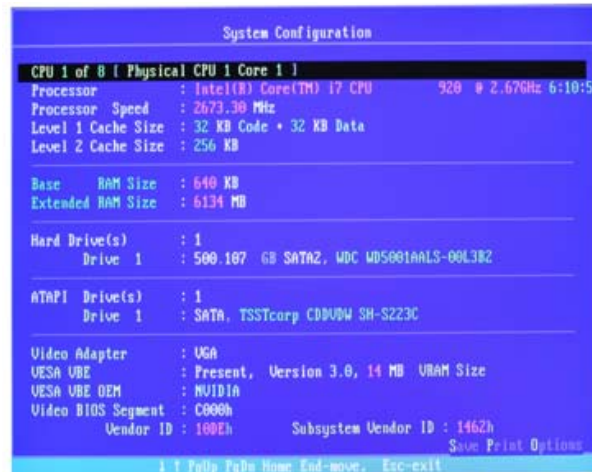 System Configuration
CPU 1 of 8 [ Physical CPU 1 Core 1 ]
Processor : Intel(R) Core(TM) i7 CPU 920 @ 2.67GHz 6:10:5
Processor Speed : 2673.30 MHz
Level 1 Cache Size : 32 KB Code + 32 KB Data
Level 2 Cache Size : 256 KB
Base RAM Size : 640 KB
Extended RAM Size : 6134 MB
Hard Drive(s) : 1
Drive 1 : 500.107 GB SATA2, WDC WD5001AALS-00L3B2
ATAPI Drive(s) : 1
Drive 1 : SATA, TSSTcorp CDDVDW SH-S223C
Video Adapter : VGA
VESA VBE : Present, Version 3.0, 14 MB VRAM Size
VESA VBE OEM : NVIDIA
Video BIOS Segment : C000h
Vendor ID : 10DEh Subsystem Vendor ID : 1462h
Save Print Options
↑ PgUp PgDn Home End-move, Esc-exit